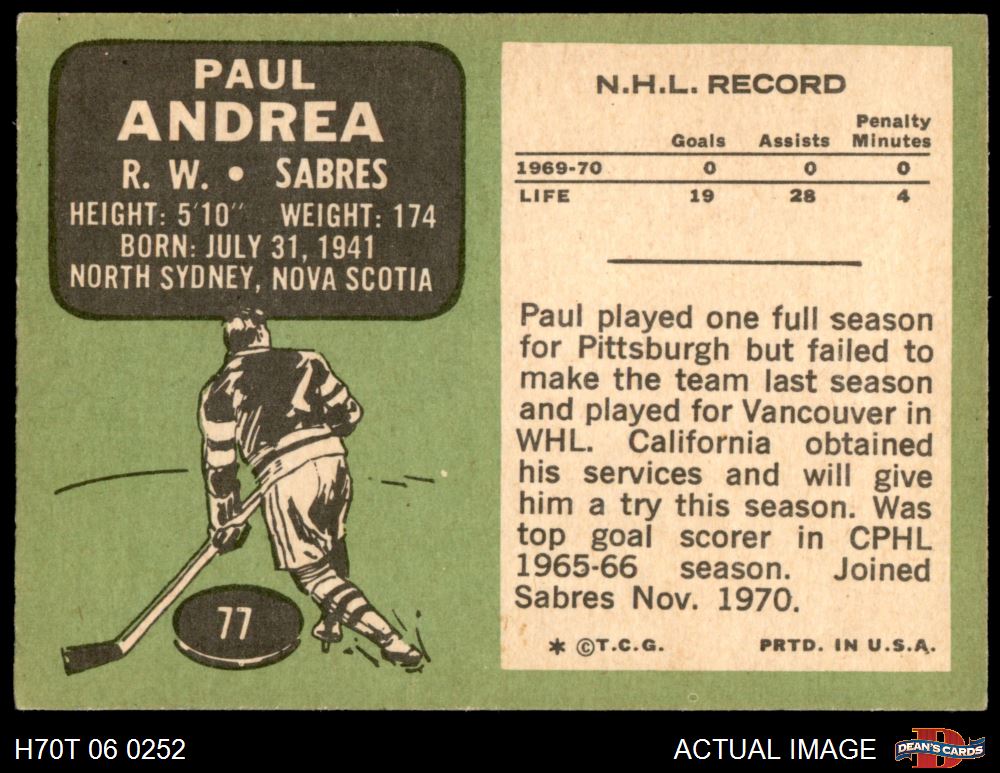 PAUL
ANDREA
R. W. • SABRES
HEIGHT: 5'10" WEIGHT: 174
BORN: JULY 31, 1941
NORTH SYDNEY, NOVA SCOTIA
77
N.H.L. RECORD
Goals Assists Penalty Minutes
1969-70 0 0 0
LIFE 19 28 4
Paul played one full season
for Pittsburgh but failed to
make the team last season
and played for Vancouver in
WHL. California obtained
his services and will give
him a try this season. Was
top goal scorer in CPHL
1965-66 season. Joined
Sabres Nov. 1970.
* ©T.C.G. PRTD. IN U.S.A.
H70T 06 0252
ACTUAL IMAGE
DEAN'S CARDS